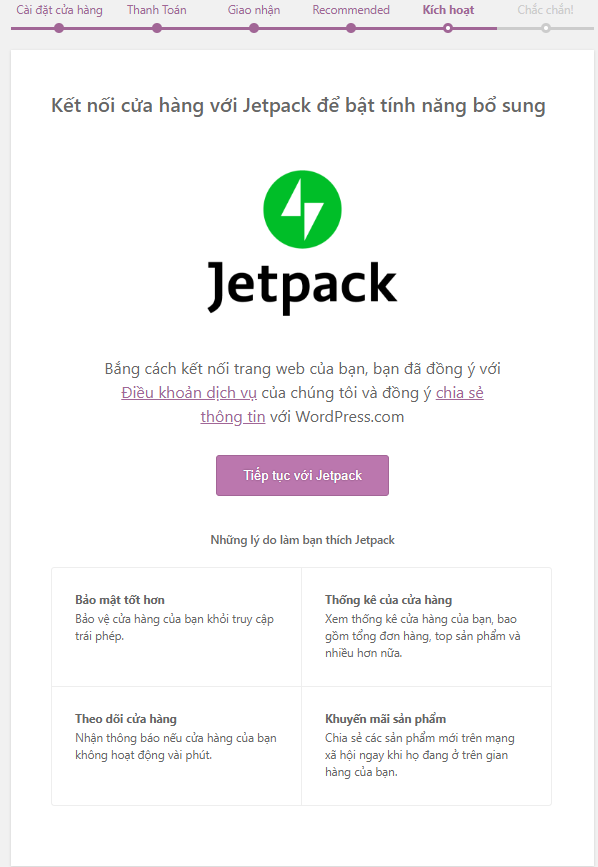 Cài đặt cửa hàng Thanh Toán Giao nhận Recommended Kích hoạt Chắc chắn!
Kết nối cửa hàng với Jetpack để bật tính năng bổ sung
Jetpack
Bằng cách kết nối trang web của bạn, bạn đã đồng ý với
Điều khoản dịch vụ của chúng tôi và đồng ý chia sẻ
thông tin với WordPress.com
Tiếp tục với Jetpack
Những lý do làm bạn thích Jetpack
Bảo mật tốt hơn
Bảo vệ cửa hàng của bạn khỏi truy cập
trái phép.
Thống kê của cửa hàng
Xem thống kê cửa hàng của bạn, bao
gồm tổng đơn hàng, top sản phẩm và
nhiều hơn nữa.
Theo dõi cửa hàng
Nhận thông báo nếu cửa hàng của bạn
không hoạt động vài phút.
Khuyến mãi sản phẩm
Chia sẻ các sản phẩm mới trên mạng
xã hội ngay khi họ đang ở trên gian
hàng của bạn.